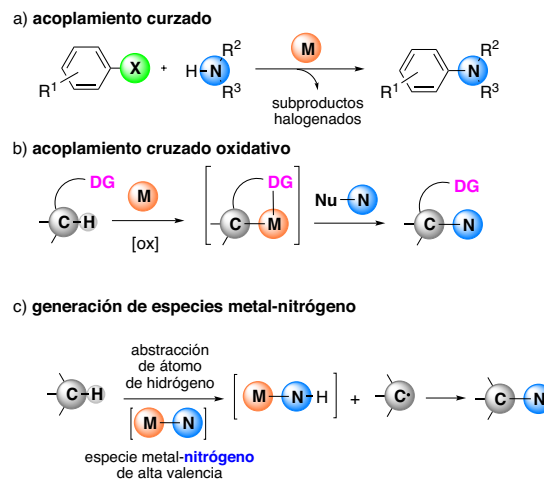 a) acoplamiento curzado
X + H N R² R³ M R¹ N R² R³
R¹
subproductos
halogenados
b) acoplamiento cruzado oxidativo
DG M DG Nu N DG
C H C M C N
[ox]
c) generación de especies metal-nitrógeno
abstracción
de átomo
de hidrógeno
C H M N H + C· C N
M N
especie metal-nitrógeno
de alta valencia